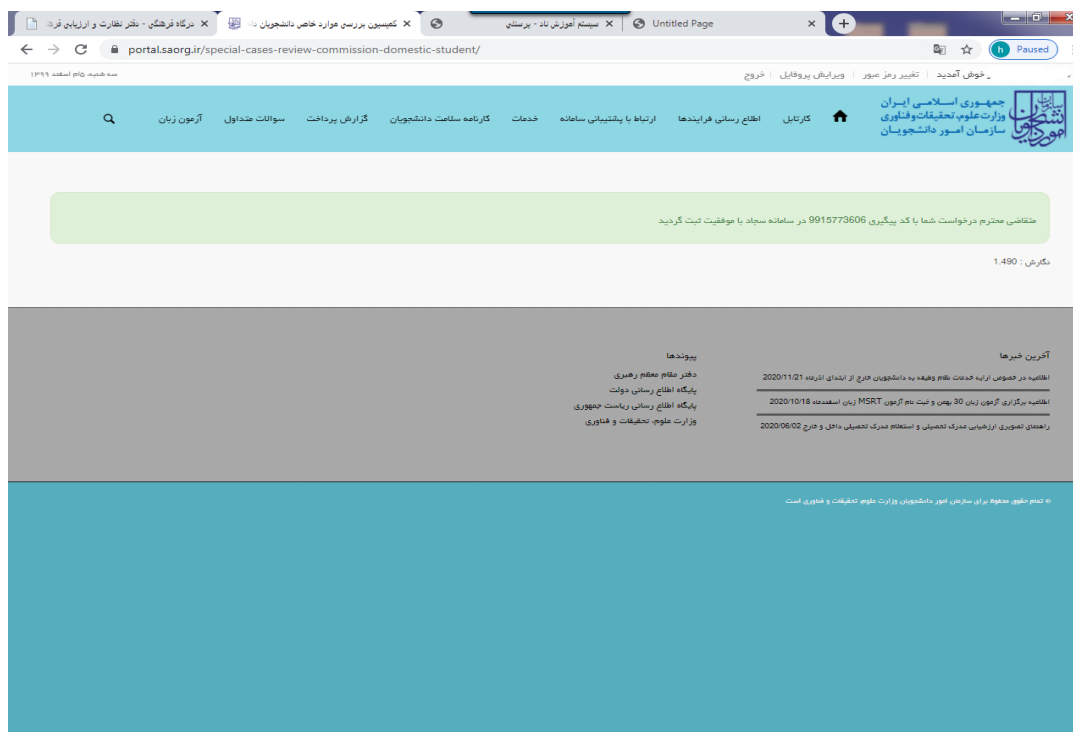 درگاه فرهنگی - دفتر نظارت و ارزیابی فره
کمیسیون بررسی موارد خاص دانشجویان دا
سیستم آموزش ناد - پرستلی
Untitled Page
portal.saorg.ir/special-cases-review-commission-domestic-student/
h Paused
خوش آمدید | تغییر رمز عبور | ویرایش پروفایل | خروج
سه شنبه، ۵ام اسفند ۱۳۹۹
جمهوری اسلامی ایران
وزارت علوم، تحقیقات و فناوری
سازمان امور دانشجویان
کارتابل
اطلاع رسانی فرایندها
ارتباط با پشتیبانی سامانه
خدمات
کارنامه سلامت دانشجویان
گزارش پرداخت
سوالات متداول
آزمون زبان
متقاضی محترم درخواست شما با کد پیگیری 9915773606 در سامانه سجاد با موفقیت ثبت گردید
نگارش : 1.490
آخرین خبرها
اطلاعیه در خصوص ارایه خدمات نظام وظیفه به دانشجویان خارج از ابتدای اذرماه 2020/11/21
اطلاعیه برگزاری آزمون زبان 30 بهمن و ثبت نام آزمون MSRT زبان اسفندماه 2020/10/18
راهنمای تصویری ارزشیابی مدرک تحصیلی و استعلام مدرک تحصیلی داخل و خارج 2020/06/02
پیوندها
دفتر مقام معظم رهبری
پایگاه اطلاع رسانی دولت
پایگاه اطلاع رسانی ریاست جمهوری
وزارت علوم، تحقیقات و فناوری
© تمام حقوق محفوظ برای سازمان امور دانشجویان وزارت علوم، تحقیقات و فناوری است